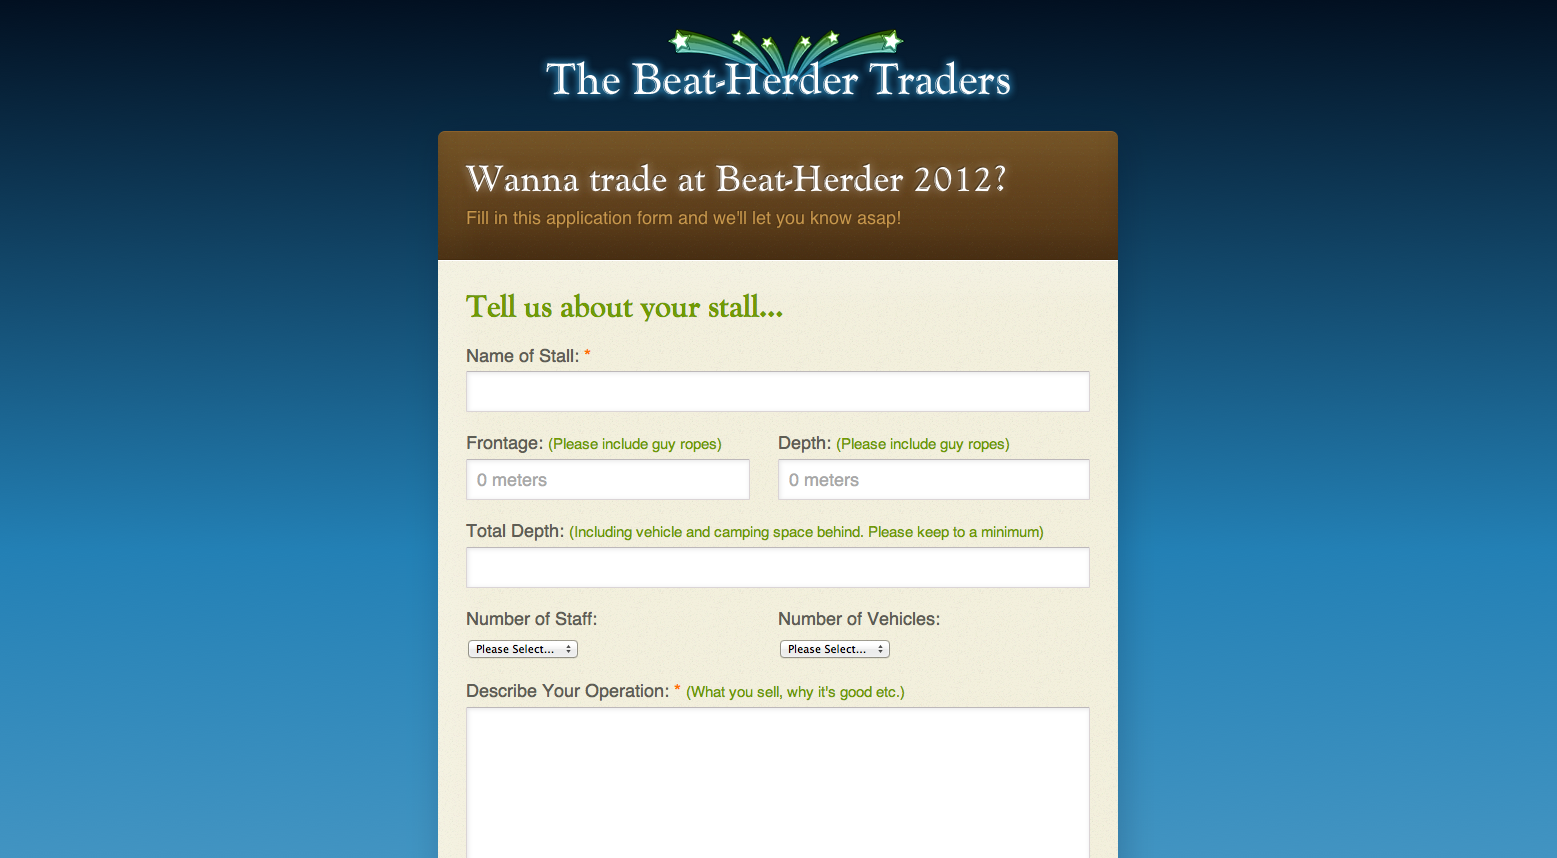 The Beat-Herder Traders
Wanna trade at Beat-Herder 2012?
Fill in this application form and we'll let you know asap!
Tell us about your stall...
Name of Stall: *
Frontage: (Please include guy ropes)
Depth: (Please include guy ropes)
0 meters
0 meters
Total Depth: (Including vehicle and camping space behind. Please keep to a minimum)
Number of Staff:
Number of Vehicles:
Please Select...
Please Select...
Describe Your Operation: * (What you sell, why it's good etc.)